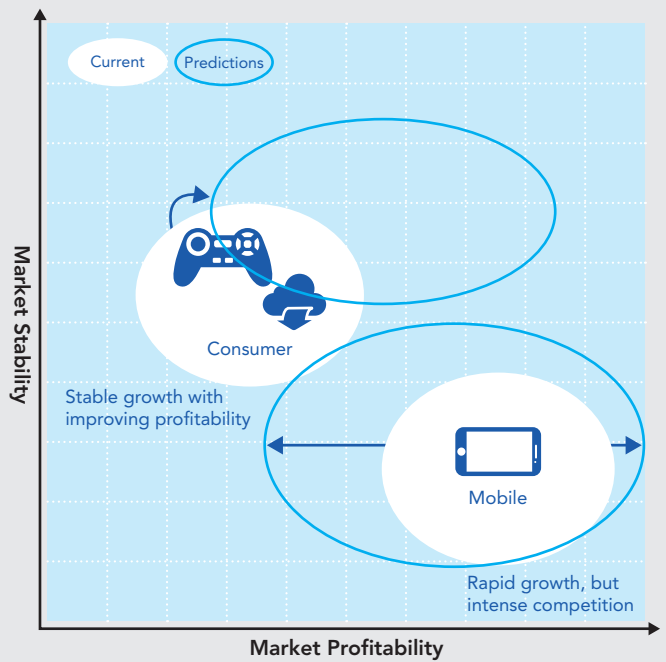 Current
Predictions
Market Stability
Consumer
Stable growth with
improving profitability
Mobile
Rapid growth, but
intense competition
Market Profitability